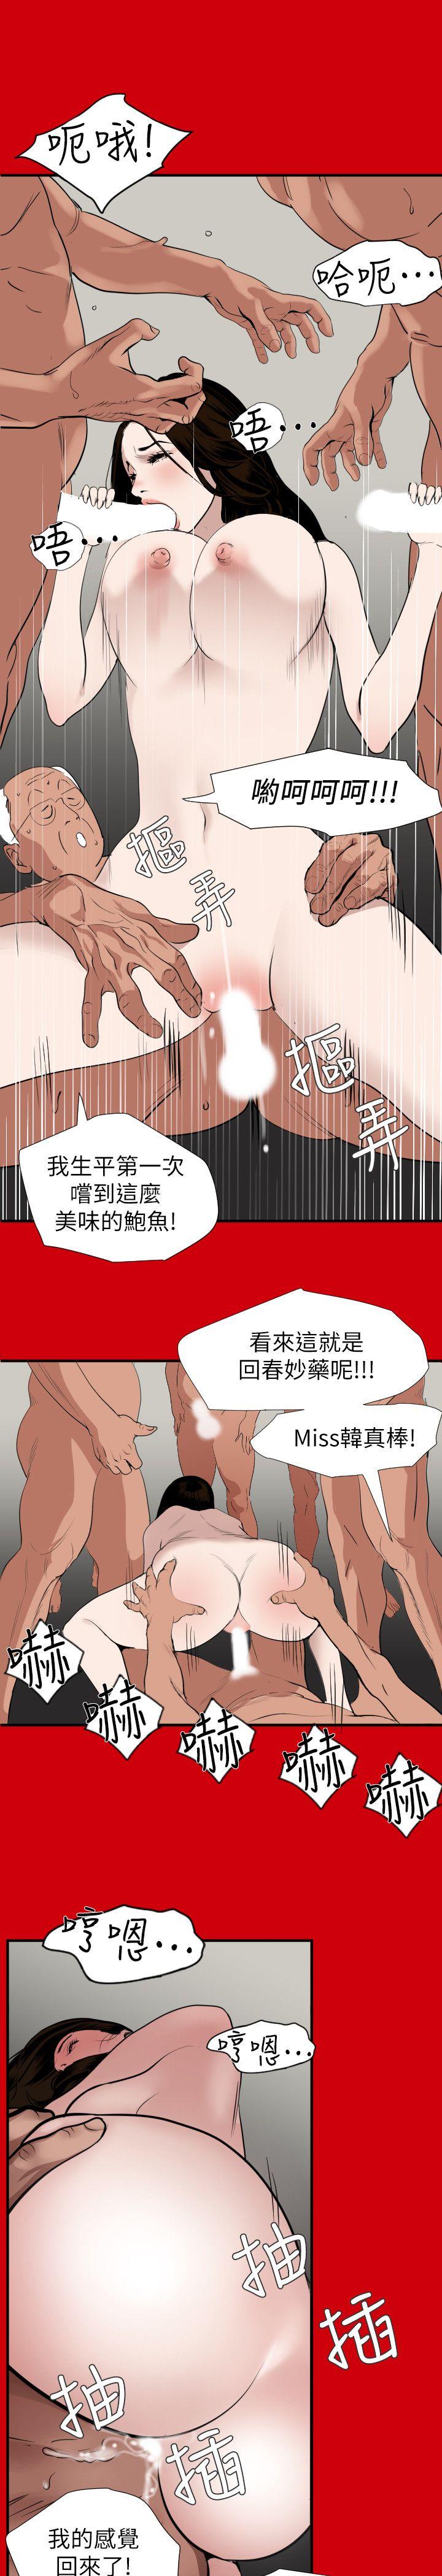 呃哦!
哈呃…
唔…
唔…
喲呵呵呵!!!
摳
弄
摳
弄
我生平第一次
嚐到這麼
美味的鮑魚!
看來這就是
回春妙藥呢!!!
Miss韓真棒!
嚇
嚇
嚇
嚇
嚇
哼嗯…
哼嗯…
抽
插
抽
插
我的感覺
回來了!